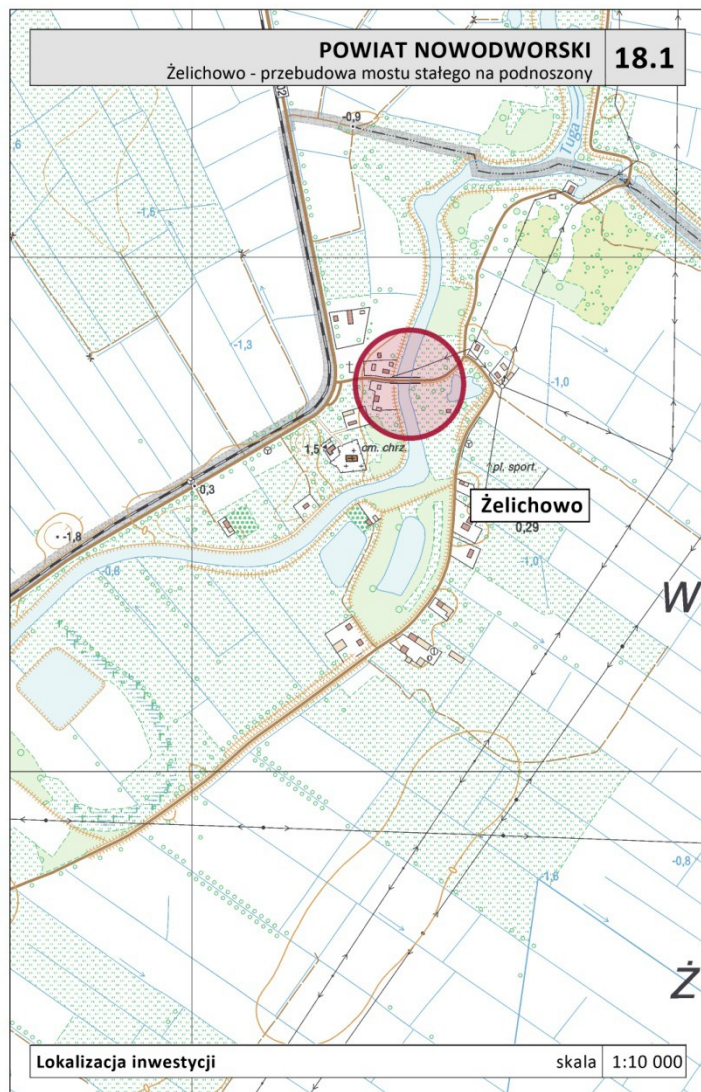 POWIAT NOWODWORSKI
Żelichowo - przebudowa mostu stałego na podnoszony
18.1
-0,9
Tuga
-1,5
-1,3
-1,0
1,5
cm. chrz.
pl. sport.
0,3
Żelichowo
0,29
-1,8
-0,6
-1,0
W
-0,8
-1,6
Ż
Lokalizacja inwestycji
skala
1:10 000